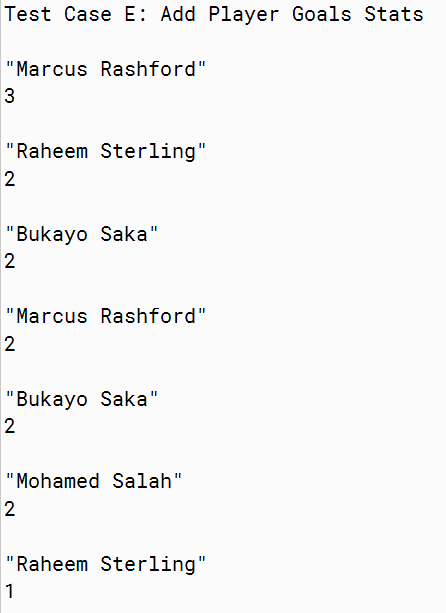 Test Case E: Add Player Goals Stats
"Marcus Rashford"
3
"Raheem Sterling"
2
"Bukayo Saka"
2
"Marcus Rashford"
2
"Bukayo Saka"
2
"Mohamed Salah"
2
"Raheem Sterling"
1